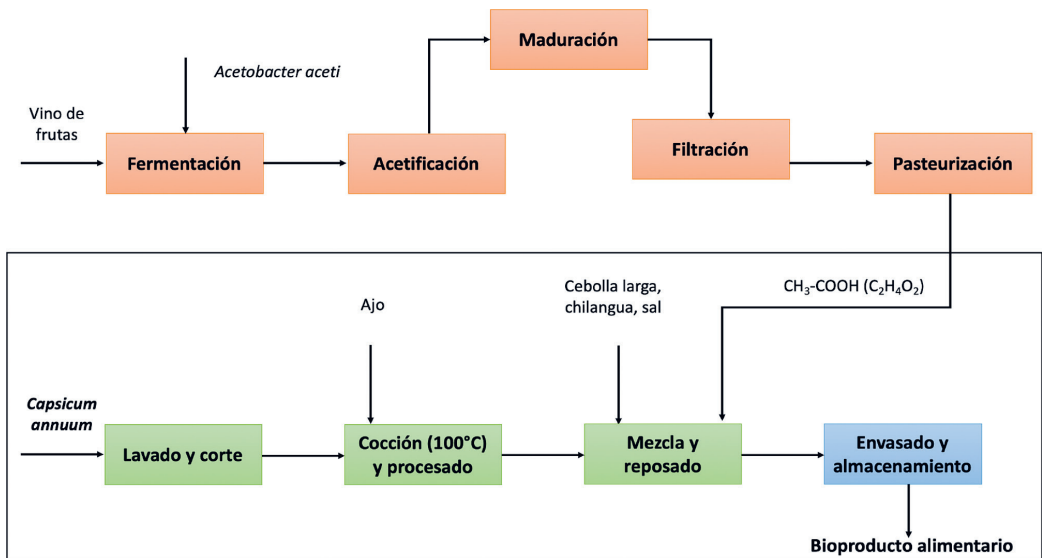 Maduración
Acetobacter aceti
Vino de
frutas
Fermentación
Acetificación
Filtración
Pasteurización
Cebolla larga,
chilangua, sal
CH₃-COOH (C₂H₄O₂)
Ajo
Capsicum
annuum
Lavado y corte
Cocción (100°C)
y procesado
Mezcla y
reposado
Envasado y
almacenamiento
Bioproducto alimentario